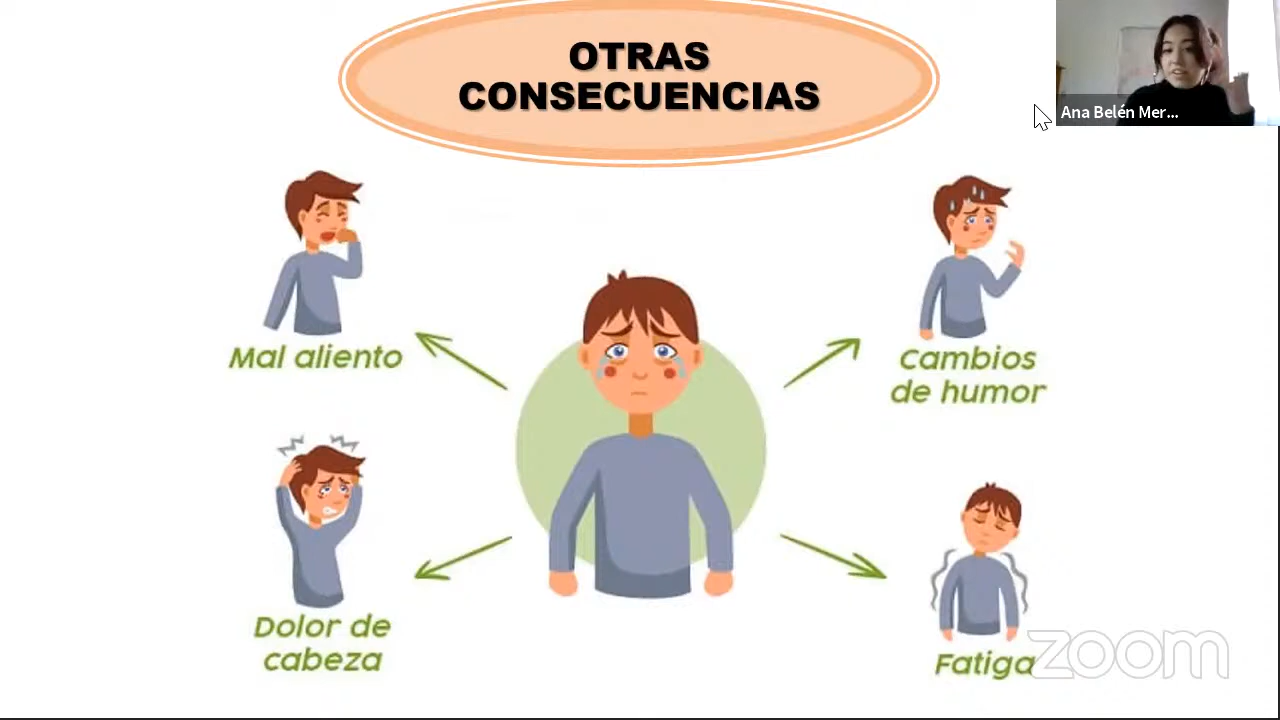 OTRAS
CONSECUENCIAS
Ana Belén Mer...
Mal aliento
Cambios
de humor
Dolor de
cabeza
Fatiga
zoom